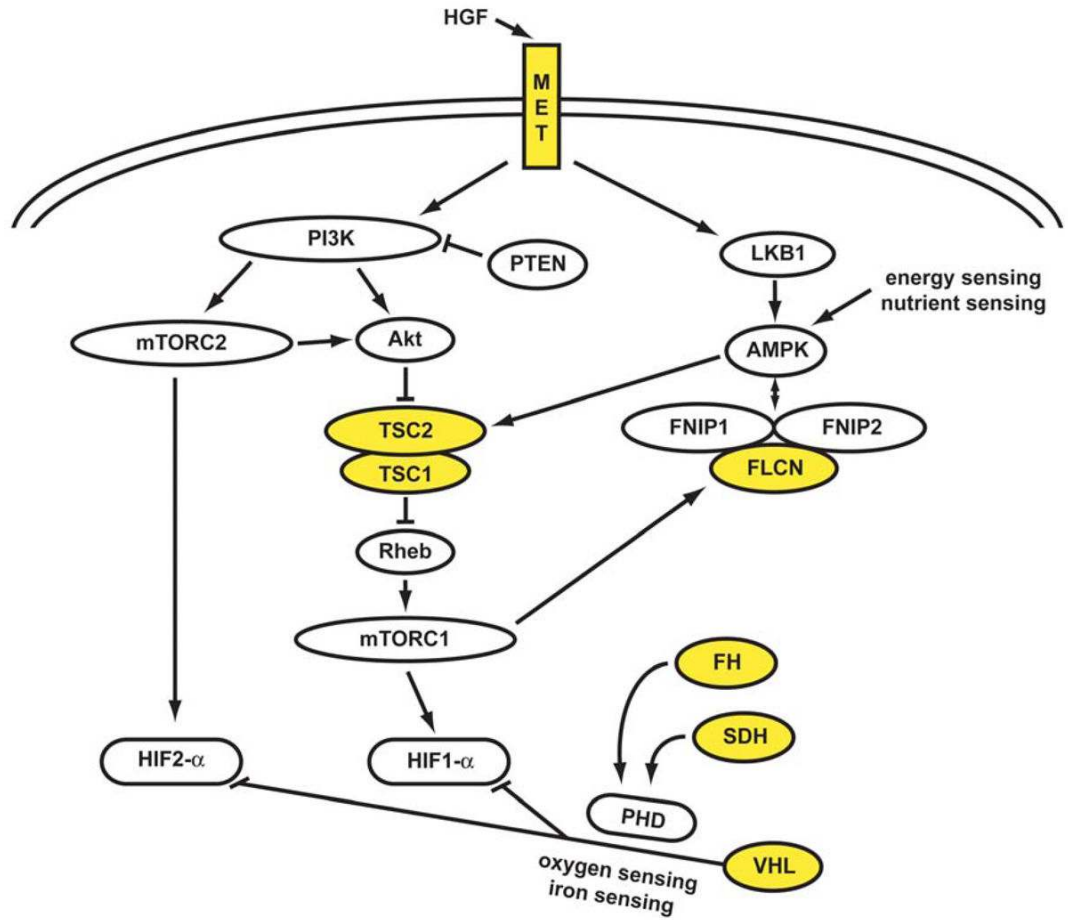 HGF
M
E
T
PI3K
PTEN
LKB1
energy sensing
nutrient sensing
mTORC2
Akt
AMPK
TSC2
FNIP1
FNIP2
TSC1
FLCN
Rheb
mTORC1
FH
SDH
HIF2-α
HIF1-α
PHD
VHL
oxygen sensing
iron sensing